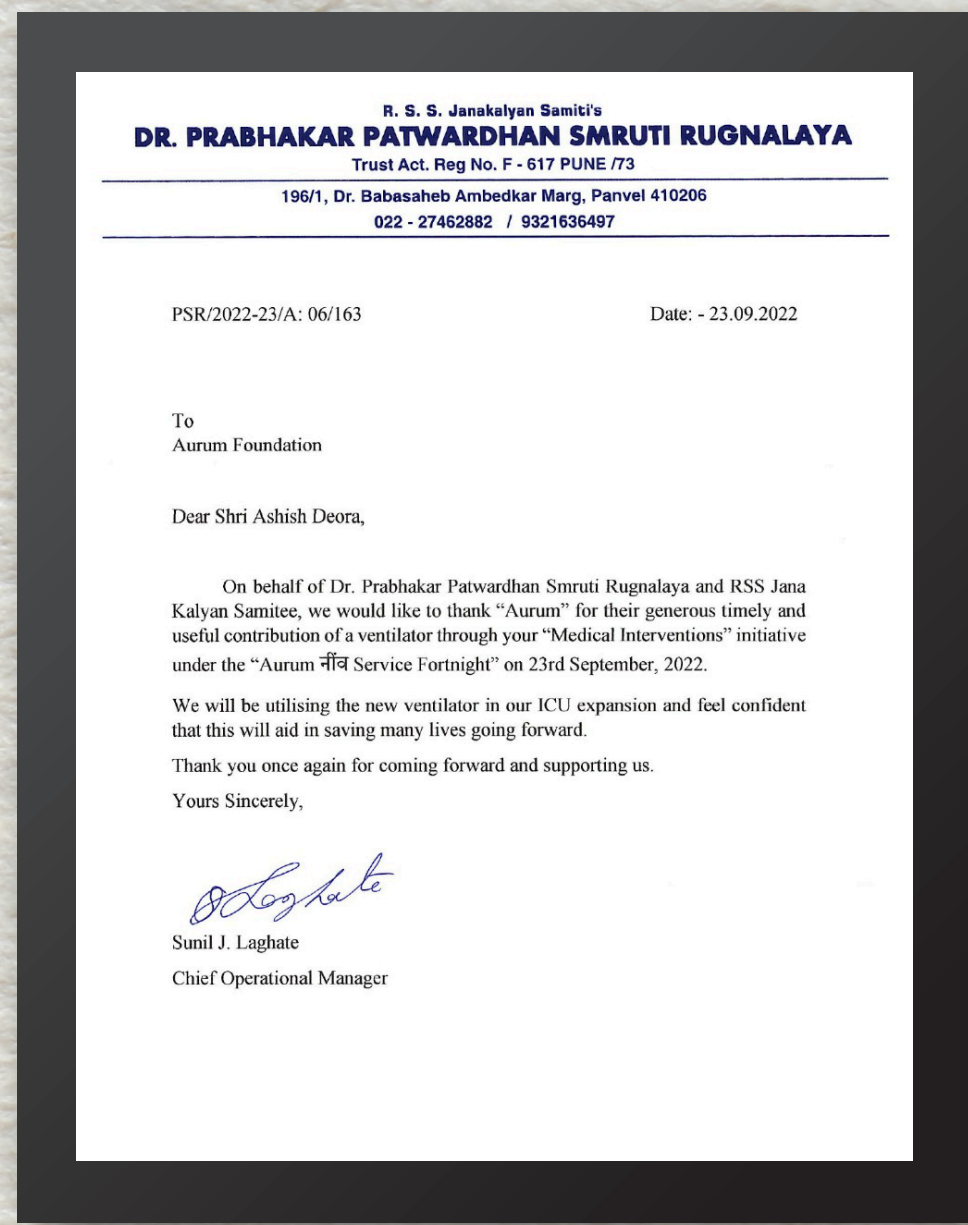 R. S. S. Janakalyan Samiti's
DR. PRABHAKAR PATWARDHAN SMRUTI RUGNALAYA
Trust Act. Reg No. F - 617 PUNE /73
196/1, Dr. Babasaheb Ambedkar Marg, Panvel 410206
022 - 27462882 / 9321636497
PSR/2022-23/A: 06/163 Date: - 23.09.2022
To
Aurum Foundation
Dear Shri Ashish Deora,
On behalf of Dr. Prabhakar Patwardhan Smruti Rugnalaya and RSS Jana
Kalyan Samitee, we would like to thank “Aurum” for their generous timely and
useful contribution of a ventilator through your “Medical Interventions” initiative
under the “Aurum नींव Service Fortnight” on 23rd September, 2022.
We will be utilising the new ventilator in our ICU expansion and feel confident
that this will aid in saving many lives going forward.
Thank you once again for coming forward and supporting us.
Yours Sincerely,
Laghate
Sunil J. Laghate
Chief Operational Manager